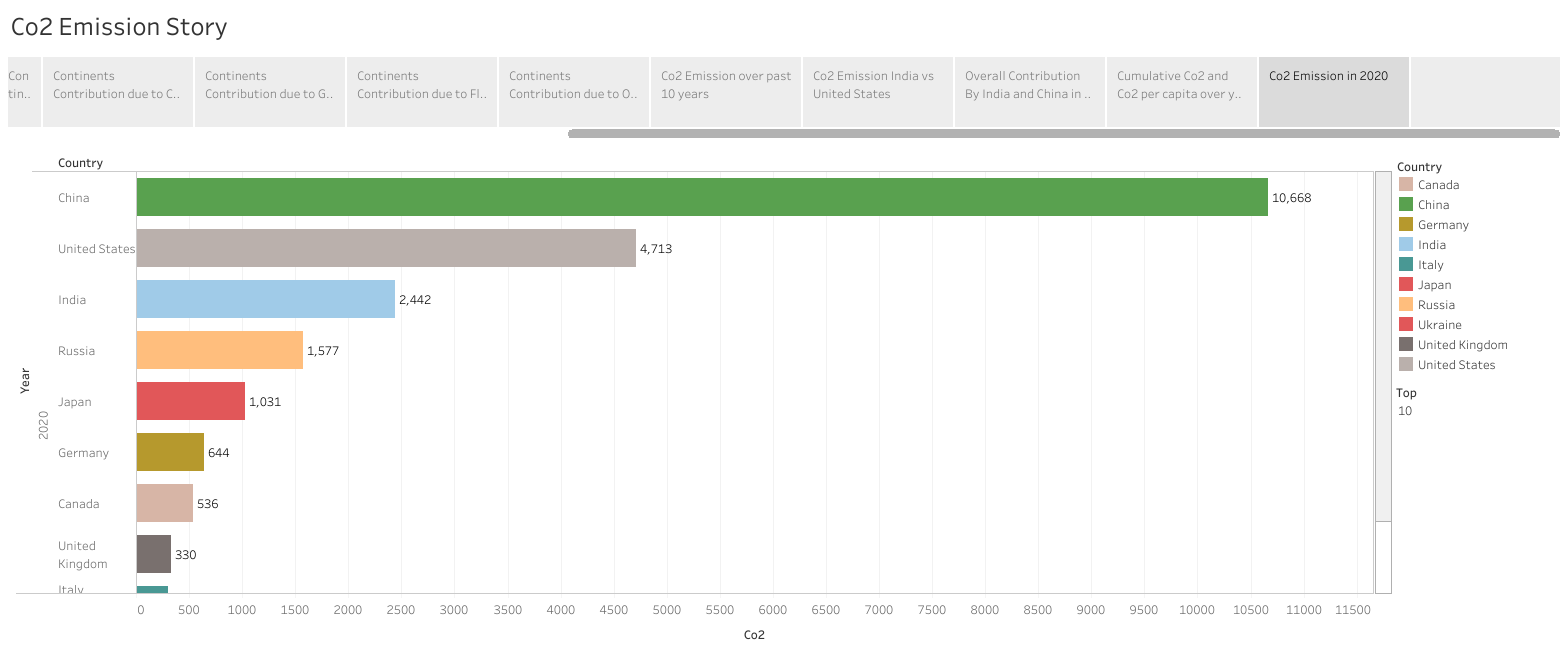 Co2 Emission Story
Con
tin..
Continents
Contribution due to C..
Continents
Contribution due to G..
Continents
Contribution due to Fl..
Continents
Contribution due to O..
Co2 Emission over past
10 years
Co2 Emission India vs
United States
Overall Contribution
By India and China in ..
Cumulative Co2 and
Co2 per capita over y..
Co2 Emission in 2020
Country
China
10,668
United States
4,713
India
2,442
Russia
1,577
Japan
1,031
Germany
644
Canada
536
United
Kingdom
330
Italy
Year
2020
0 500 1000 1500 2000 2500 3000 3500 4000 4500 5000 5500 6000 6500 7000 7500 8000 8500 9000 9500 10000 10500 11000 11500
Co2
Country
Canada
China
Germany
India
Italy
Japan
Russia
Ukraine
United Kingdom
United States
Top
10